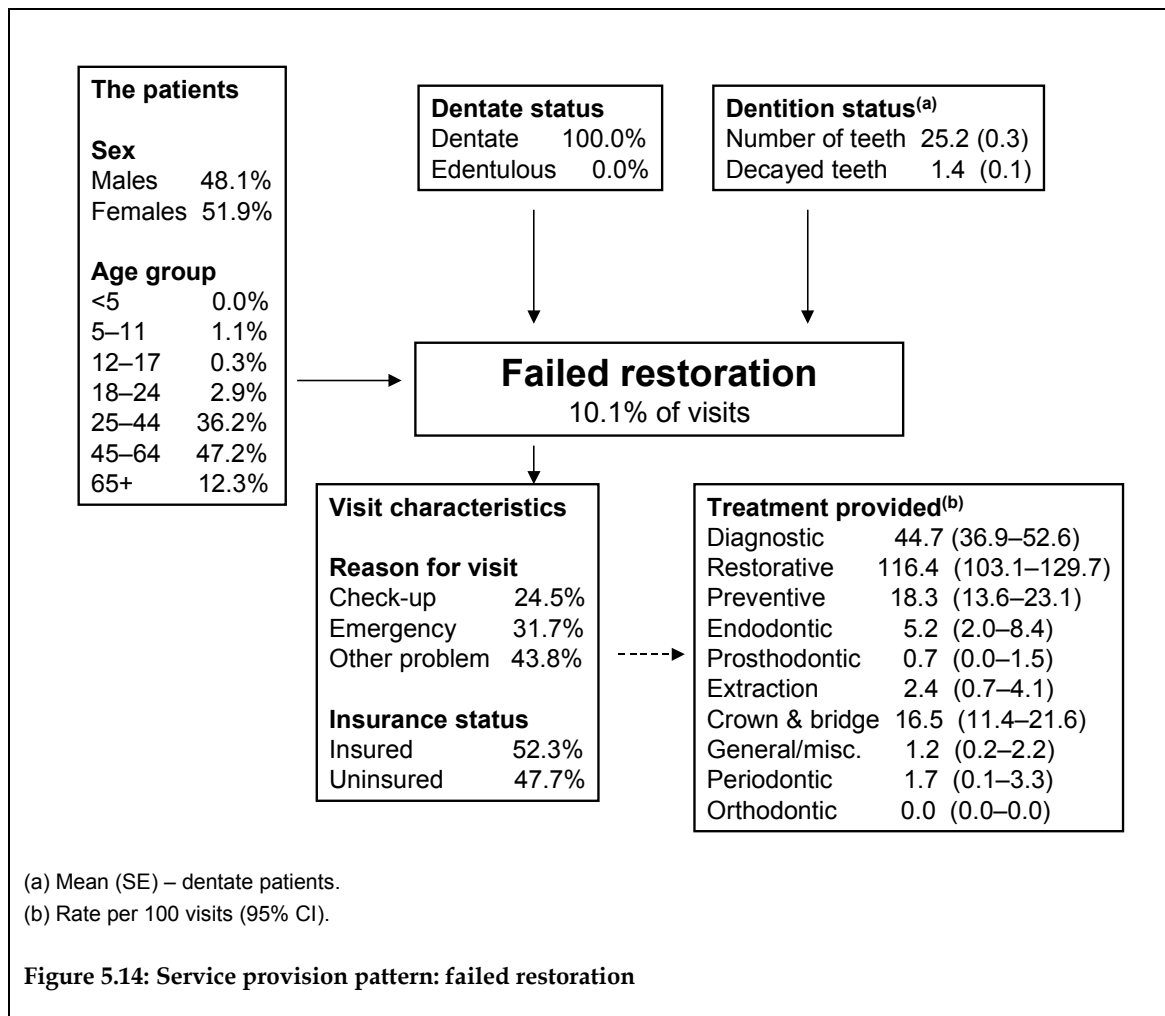 The patients
Sex
Males 48.1%
Females 51.9%
Age group
<5 0.0%
5–11 1.1%
12–17 0.3%
18–24 2.9%
25–44 36.2%
45–64 47.2%
65+ 12.3%
Dentate status
Dentate 100.0%
Edentulous 0.0%
Dentition status(a)
Number of teeth 25.2 (0.3)
Decayed teeth 1.4 (0.1)
Failed restoration
10.1% of visits
Visit characteristics
Reason for visit
Check-up 24.5%
Emergency 31.7%
Other problem 43.8%
Insurance status
Insured 52.3%
Uninsured 47.7%
Treatment provided(b)
Diagnostic 44.7 (36.9–52.6)
Restorative 116.4 (103.1–129.7)
Preventive 18.3 (13.6–23.1)
Endodontic 5.2 (2.0–8.4)
Prosthodontic 0.7 (0.0–1.5)
Extraction 2.4 (0.7–4.1)
Crown & bridge 16.5 (11.4–21.6)
General/misc. 1.2 (0.2–2.2)
Periodontic 1.7 (0.1–3.3)
Orthodontic 0.0 (0.0–0.0)
(a) Mean (SE) – dentate patients.
(b) Rate per 100 visits (95% CI).
Figure 5.14: Service provision pattern: failed restoration